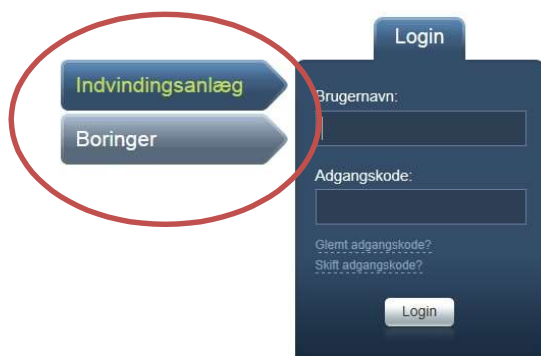 Login
Indvindingsanlæg
Boringer
Brugernavn:
Adgangskode:
Glemt adgangskode?
Skift adgangskode?
Login